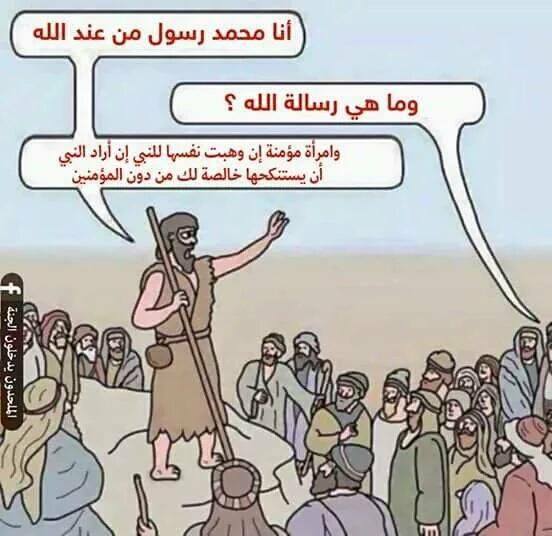 أنا محمد رسول من عند الله
وما هي رسالة الله ؟
وامرأة مؤمنة إن وهبت نفسها للنبي إن أراد النبي
أن يستنكحها خالصة لك من دون المؤمنين
الملحدون يدخلون الجنة